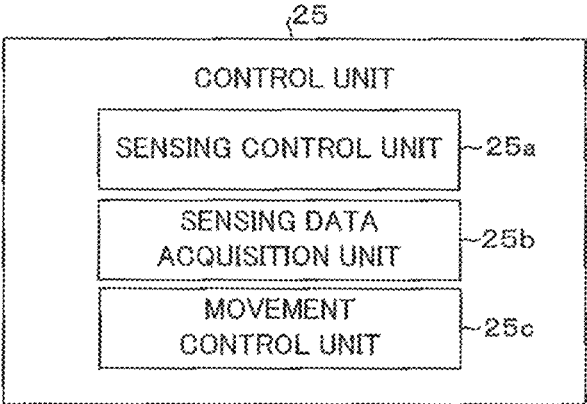 25
CONTROL UNIT
SENSING CONTROL UNIT
25a
SENSING DATA
ACQUISITION UNIT
25b
MOVEMENT
CONTROL UNIT
25c